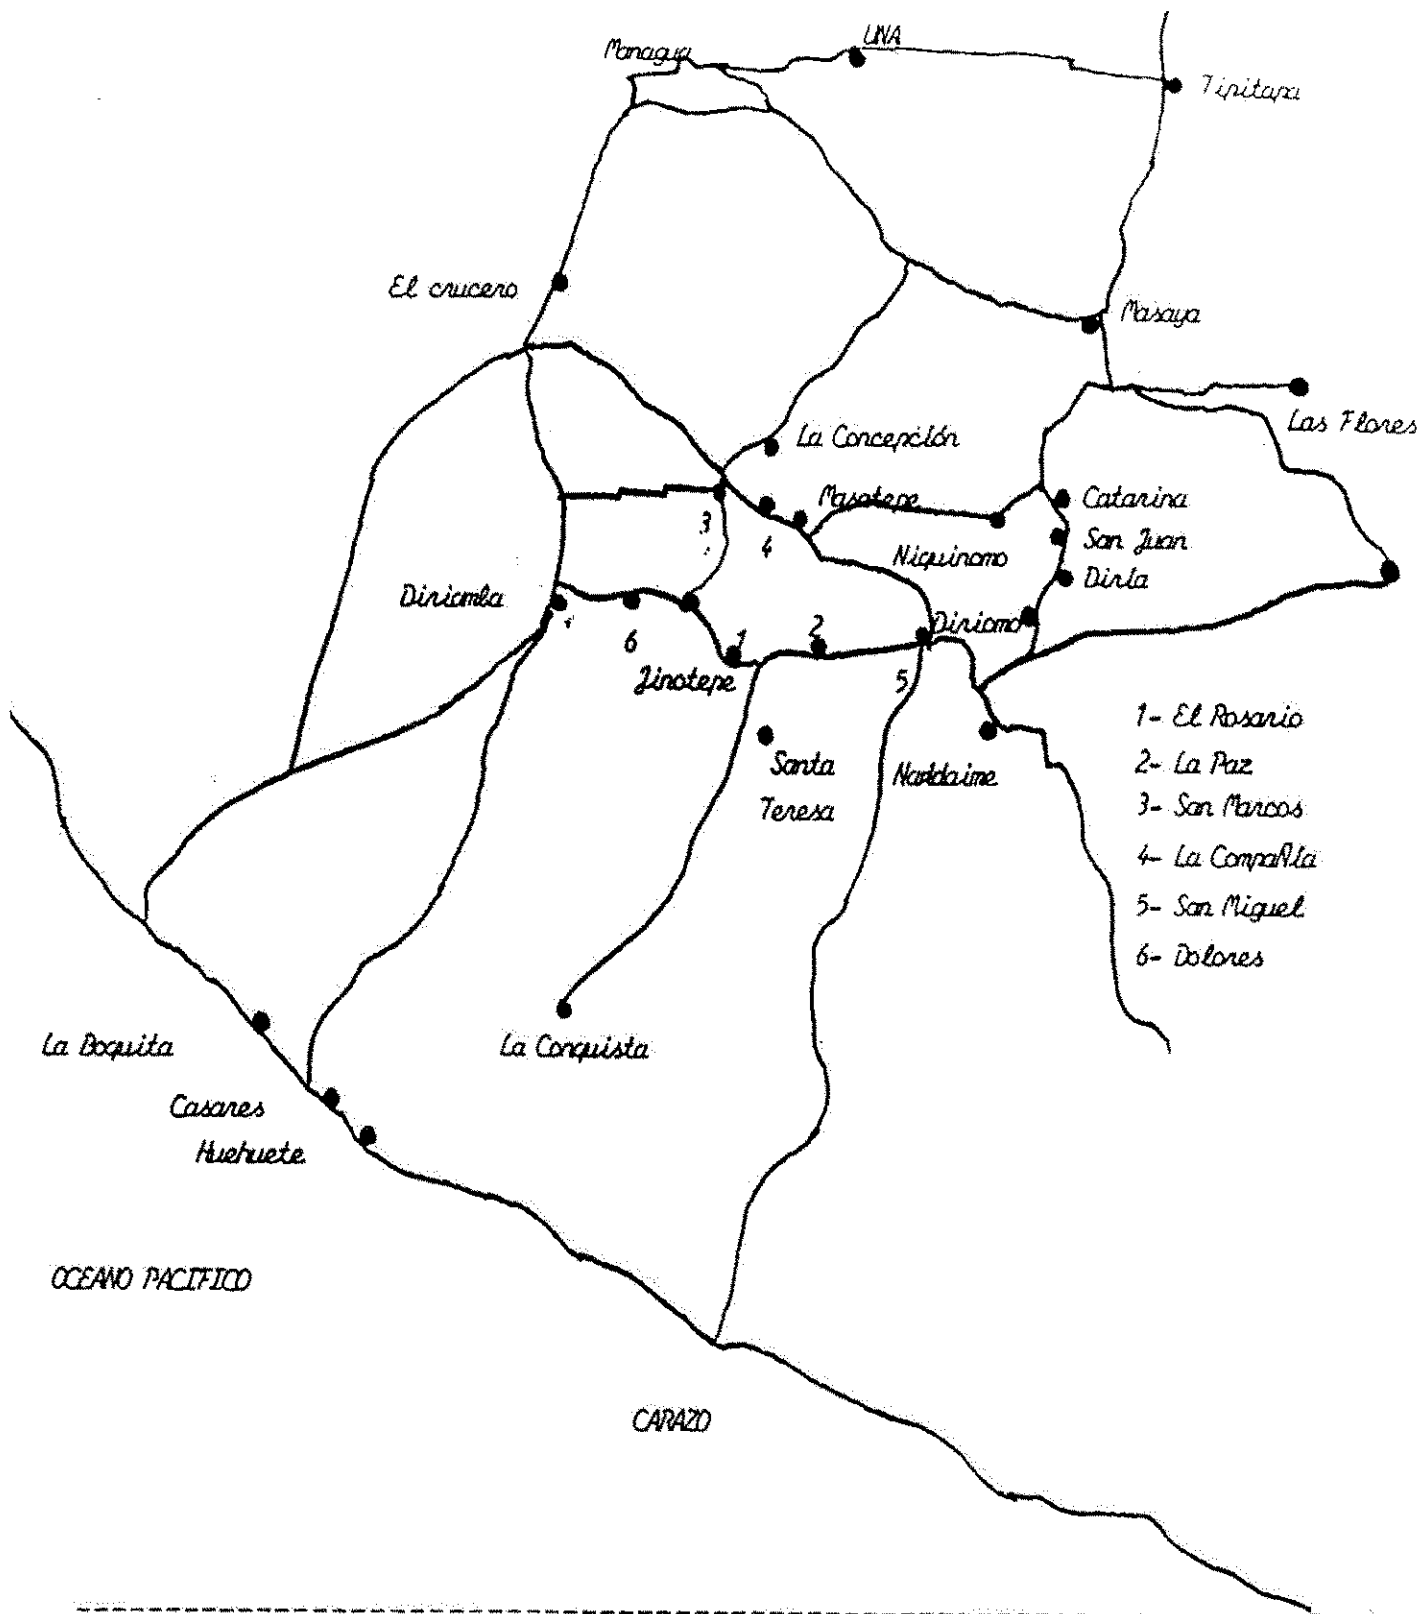 Managua
UNA
Tipitapa
El crucero
Masaya
Las Flores
La Concepción
Masatepe
Catarina
3
4
San Juan
Niquinomo
Diriamba
Diria
6
1
2
Diriomo
Jinotepe
5
Santa
Teresa
Nandaime
1- El Rosario
2- La Paz
3- San Marcos
4- La Compañia
5- San Miguel
6- Dolores
La Boquita
La Conquista
Casares
Huehuete
OCEANO PACIFICO
CARAZO